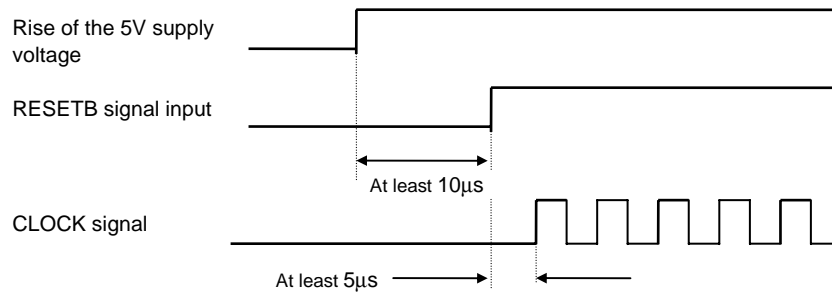 Rise of the 5V supply
voltage
RESETB signal input
At least 10μs
CLOCK signal
At least 5μs